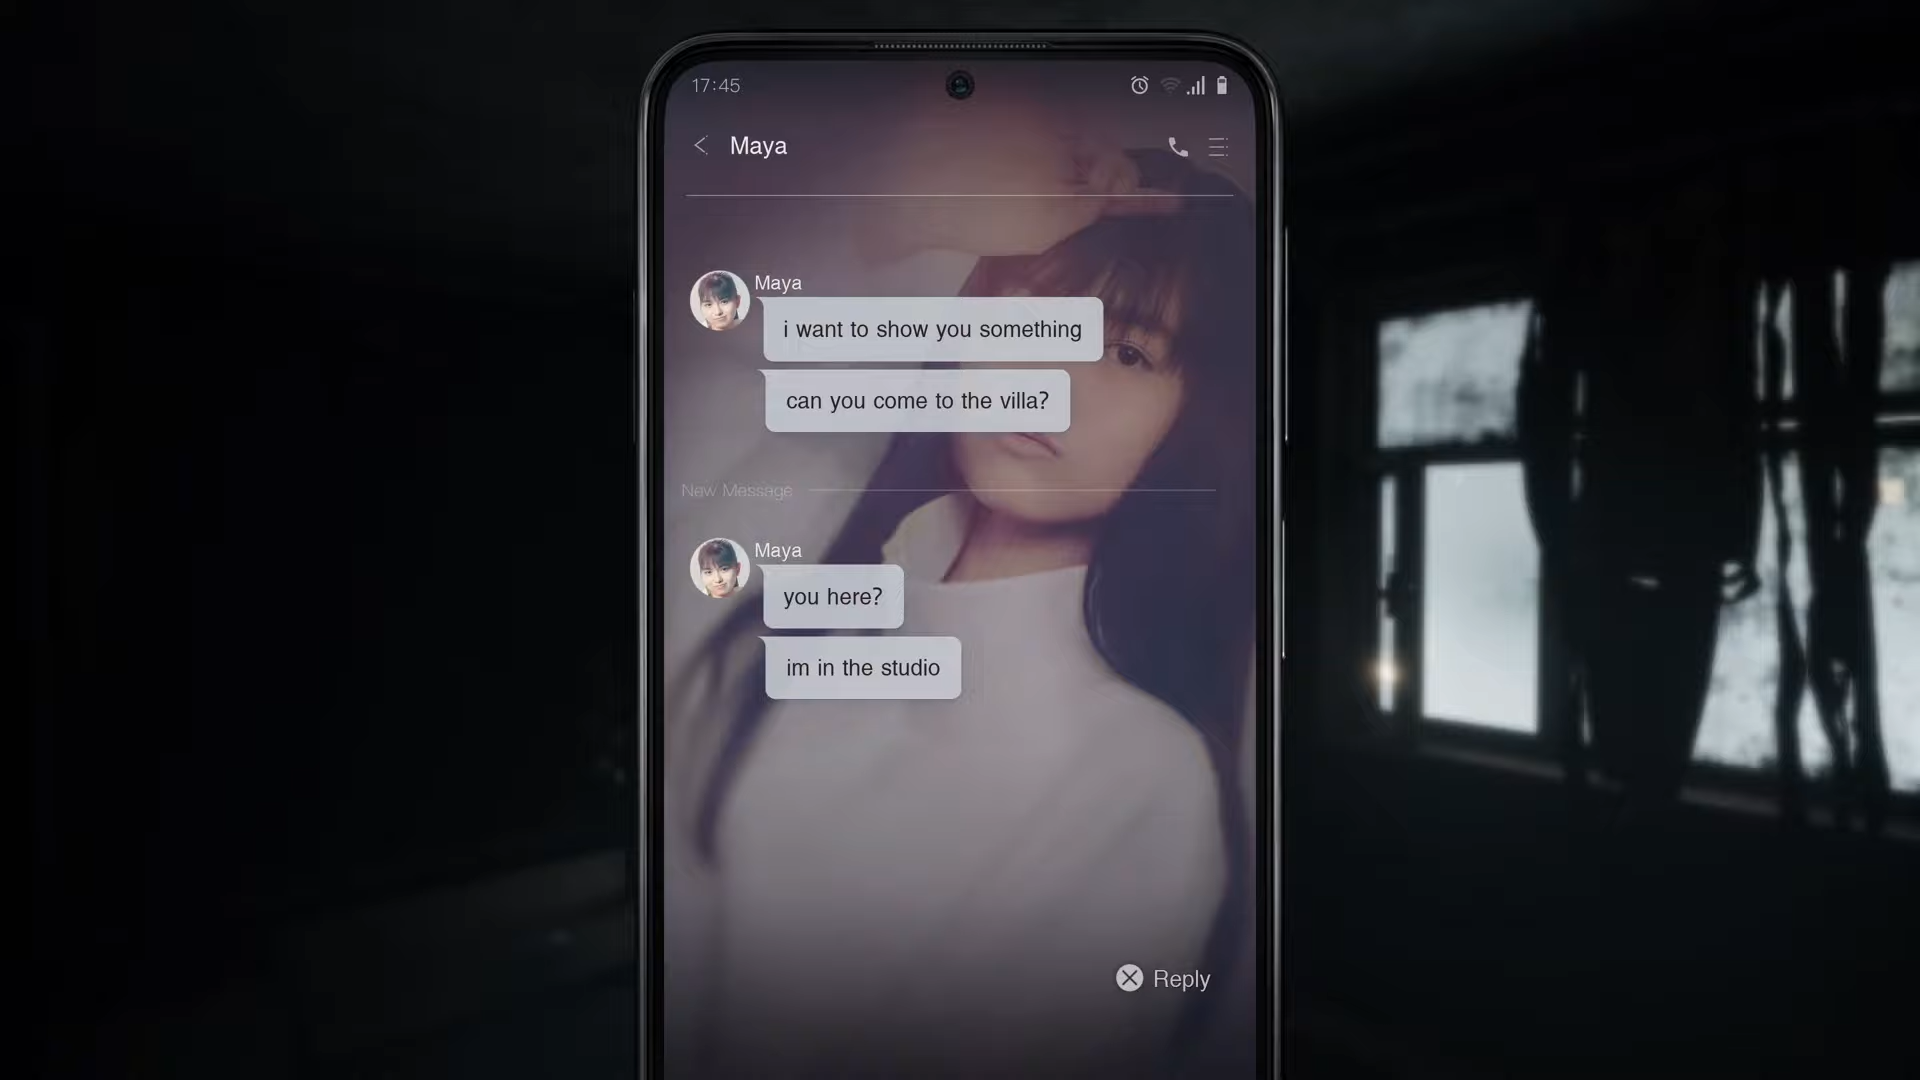 17:45
Maya
Maya
i want to show you something
can you come to the villa?
New Message
Maya
you here?
im in the studio
Reply